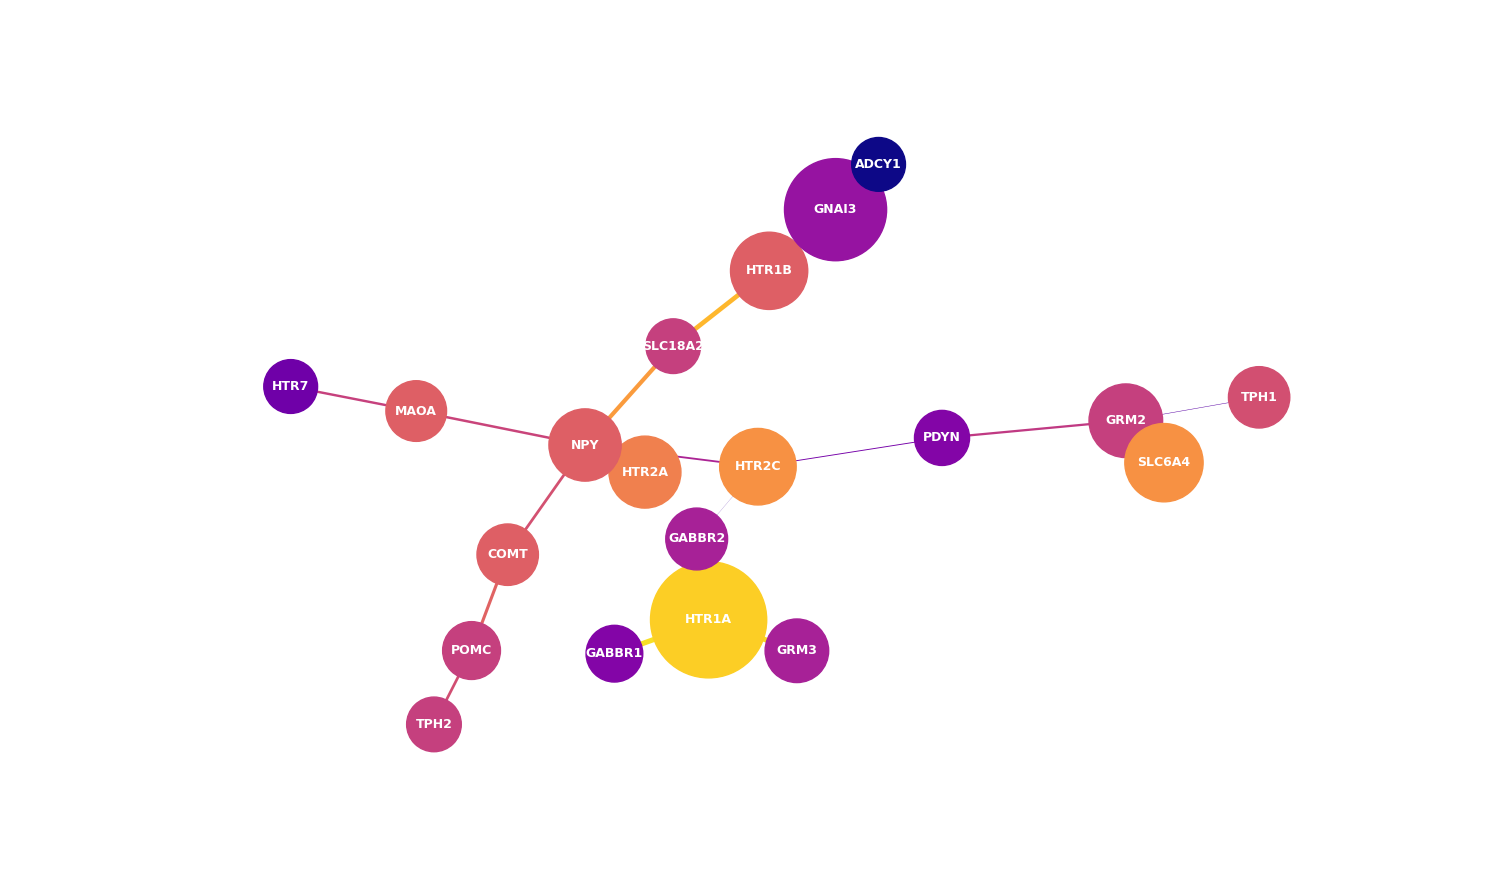 ADCY1
GNAI3
HTR1B
SLC18A2
HTR7
MAOA
TPH1
GRM2
PDYN
NPY
SLC6A4
HTR2C
HTR2A
GABBR2
COMT
HTR1A
POMC
GABBR1
GRM3
TPH2